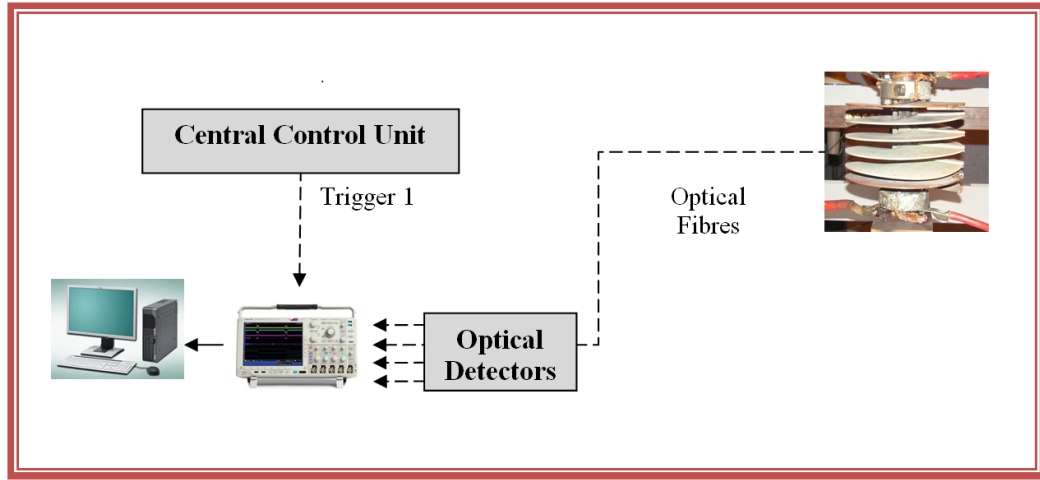 Central Control Unit
Trigger 1
Optical
Fibres
Optical
Detectors